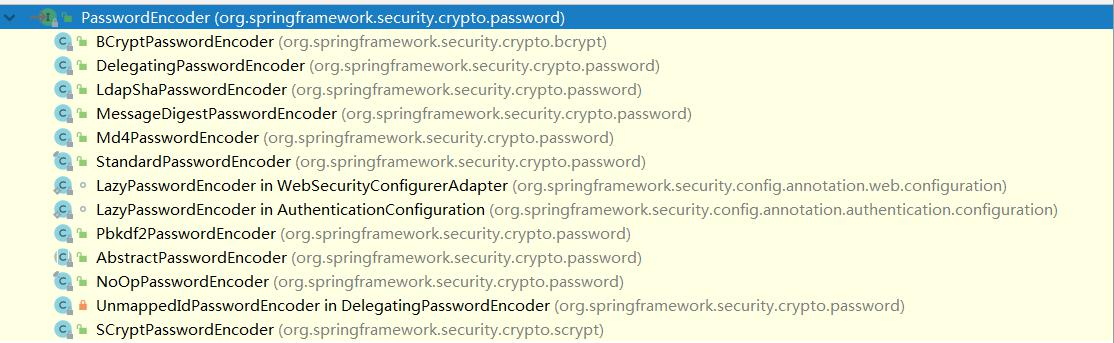 PasswordEncoder (org.springframework.security.crypto.password)
BCryptPasswordEncoder (org.springframework.security.crypto.bcrypt)
DelegatingPasswordEncoder (org.springframework.security.crypto.password)
LdapShaPasswordEncoder (org.springframework.security.crypto.password)
MessageDigestPasswordEncoder (org.springframework.security.crypto.password)
Md4PasswordEncoder (org.springframework.security.crypto.password)
StandardPasswordEncoder (org.springframework.security.crypto.password)
LazyPasswordEncoder in WebSecurityConfigurerAdapter (org.springframework.security.config.annotation.web.configuration)
LazyPasswordEncoder in AuthenticationConfiguration (org.springframework.security.config.annotation.authentication.configuration)
Pbkdf2PasswordEncoder (org.springframework.security.crypto.password)
AbstractPasswordEncoder (org.springframework.security.crypto.password)
NoOpPasswordEncoder (org.springframework.security.crypto.password)
UnmappedIdPasswordEncoder in DelegatingPasswordEncoder (org.springframework.security.crypto.password)
SCryptPasswordEncoder (org.springframework.security.crypto.scrypt)